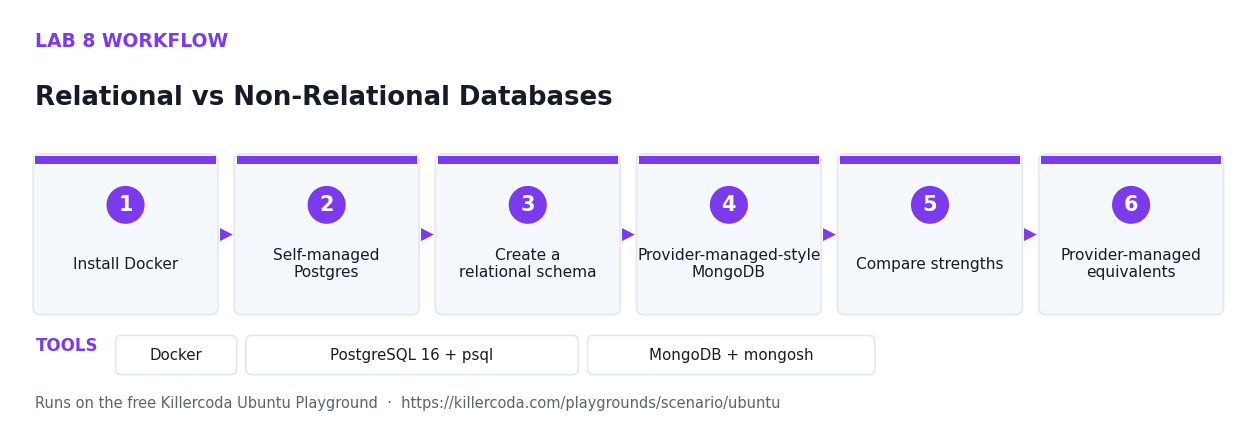 LAB 8 WORKFLOW
Relational vs Non-Relational Databases
1
Install Docker
2
Self-managed
Postgres
3
Create a
relational schema
4
Provider-managed-style
MongoDB
5
Compare strengths
6
Provider-managed
equivalents
TOOLS
Docker
PostgreSQL 16 + psql
MongoDB + mongosh
Runs on the free Killercoda Ubuntu Playground · https://killercoda.com/playgrounds/scenario/ubuntu